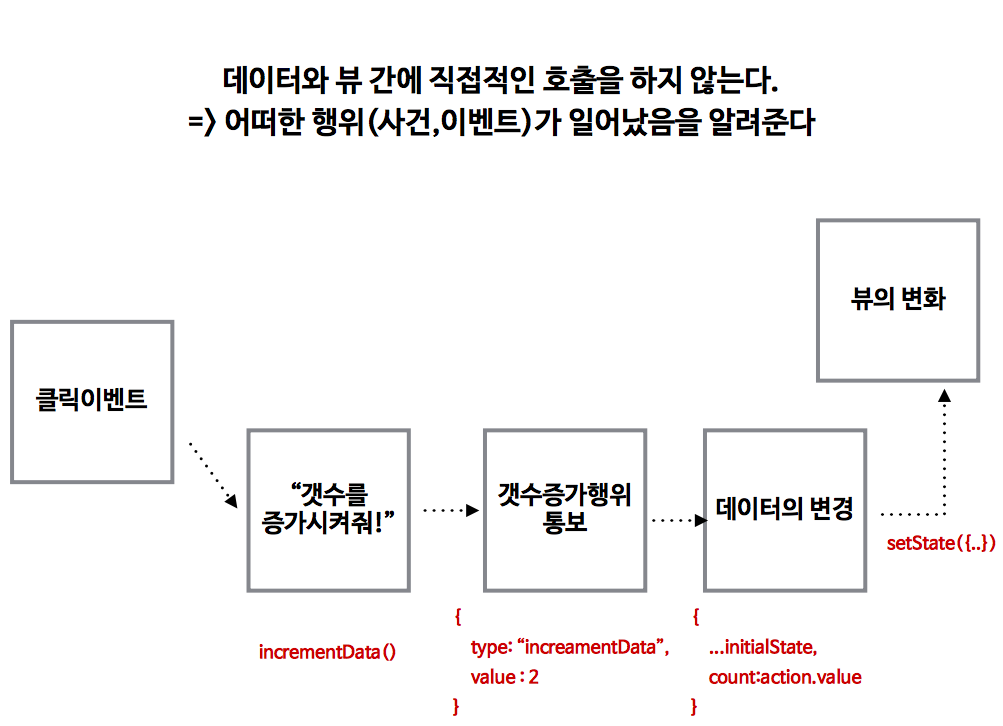 데이터와 뷰 간에 직접적인 호출을 하지 않는다.
=> 어떠한 행위(사건,이벤트)가 일어났음을 알려준다
뷰의 변화
클릭이벤트
“갯수를
증가시켜줘!”
갯수증가행위
통보
데이터의 변경
setState({..})
incrementData()
{
type: “increamentData”,
value : 2
}
{
...initialState,
count:action.value
}